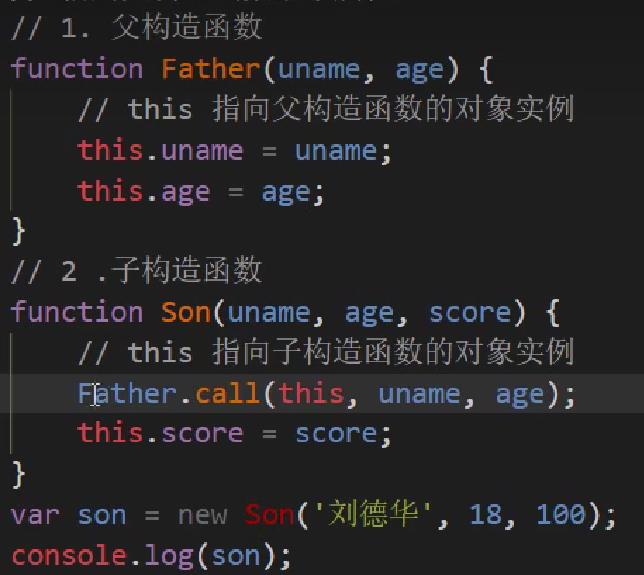 // 1. 父构造函数
function Father(uname, age) {
// this 指向父构造函数的对象实例
this.uname = uname;
this.age = age;
}
// 2 .子构造函数
function Son(uname, age, score) {
// this 指向子构造函数的对象实例
Father.call(this, uname, age);
this.score = score;
}
var son = new Son('刘德华', 18, 100);
console.log(son);